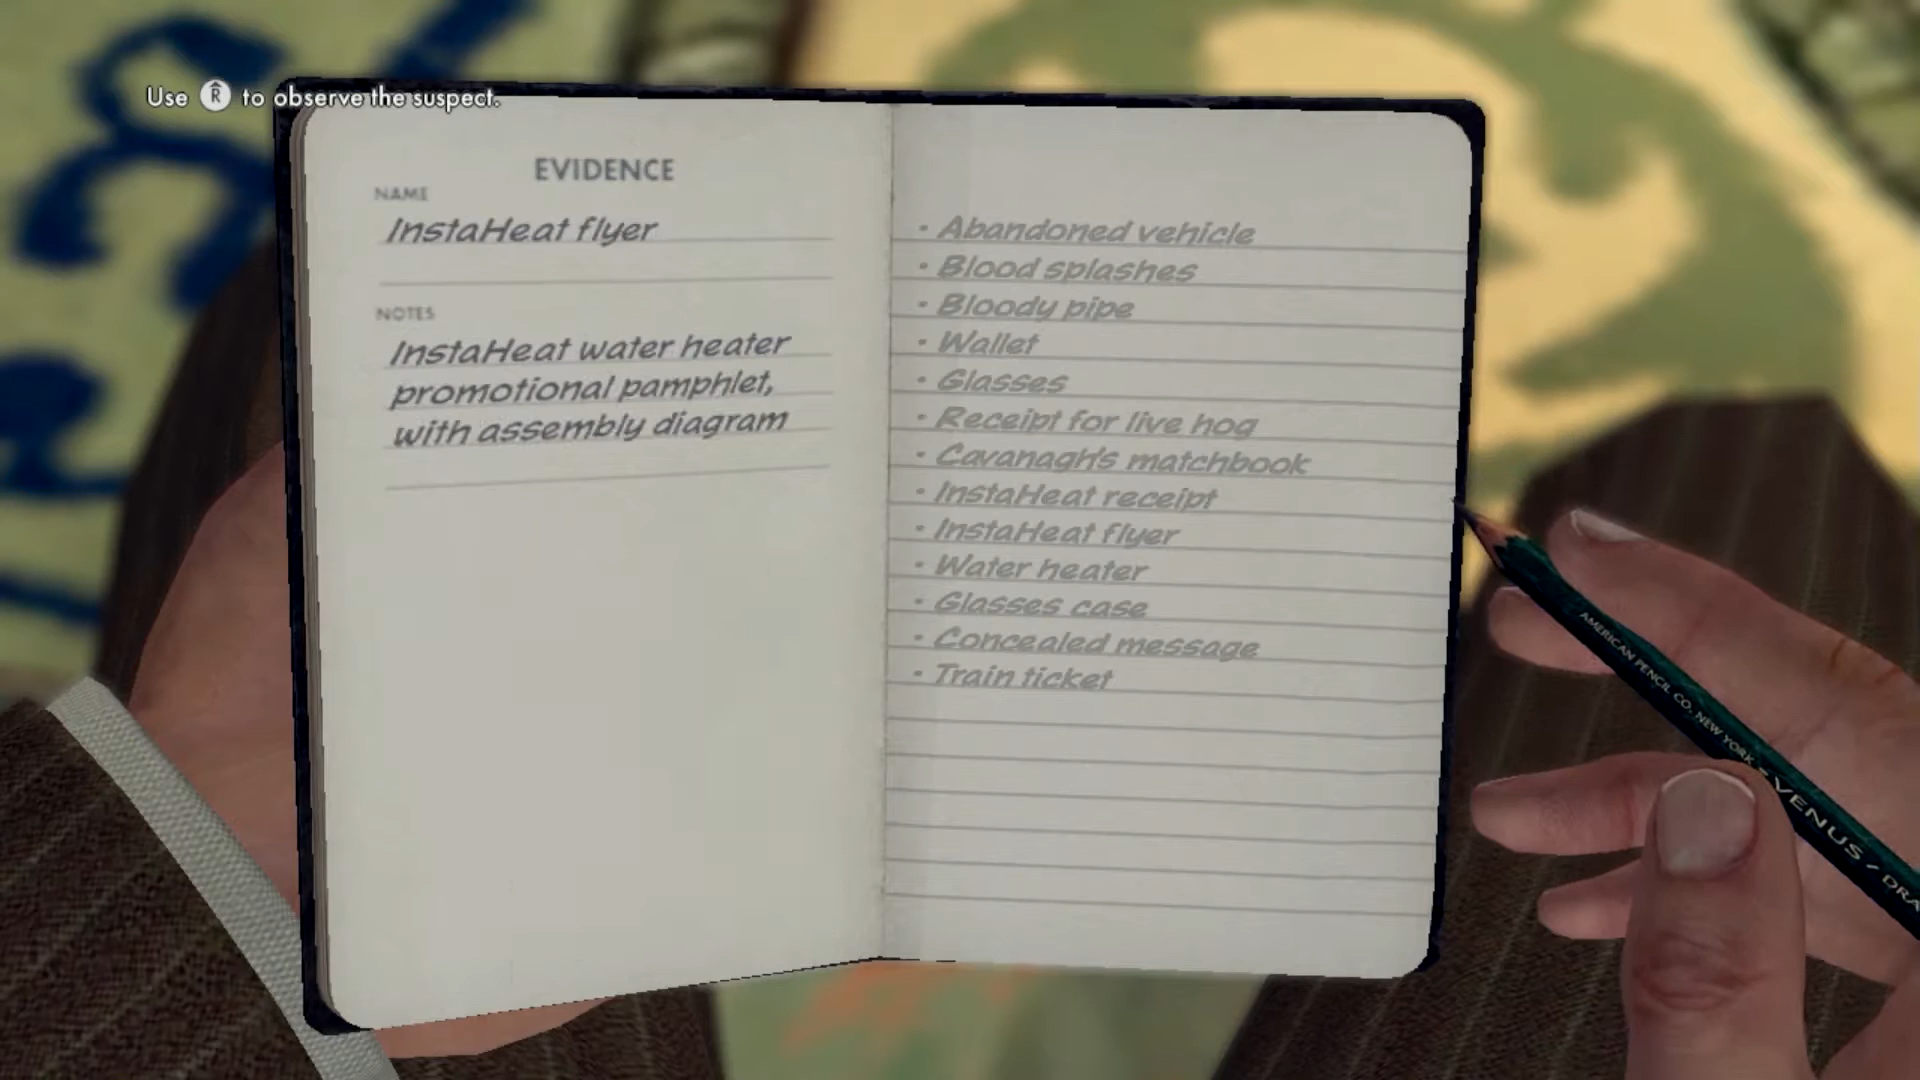 Use R to observe the suspect.
EVIDENCE
NAME
InstaHeat flyer
NOTES
InstaHeat water heater
promotional pamphlet,
with assembly diagram
• Abandoned vehicle
• Blood splashes
• Bloody pipe
• Wallet
• Glasses
• Receipt for live hog
• Cavanagh's matchbook
• InstaHeat receipt
• InstaHeat flyer
• Water heater
• Glasses case
• Concealed message
• Train ticket
AMERICAN PENCIL CO. NEW YORK VENUS / DRA